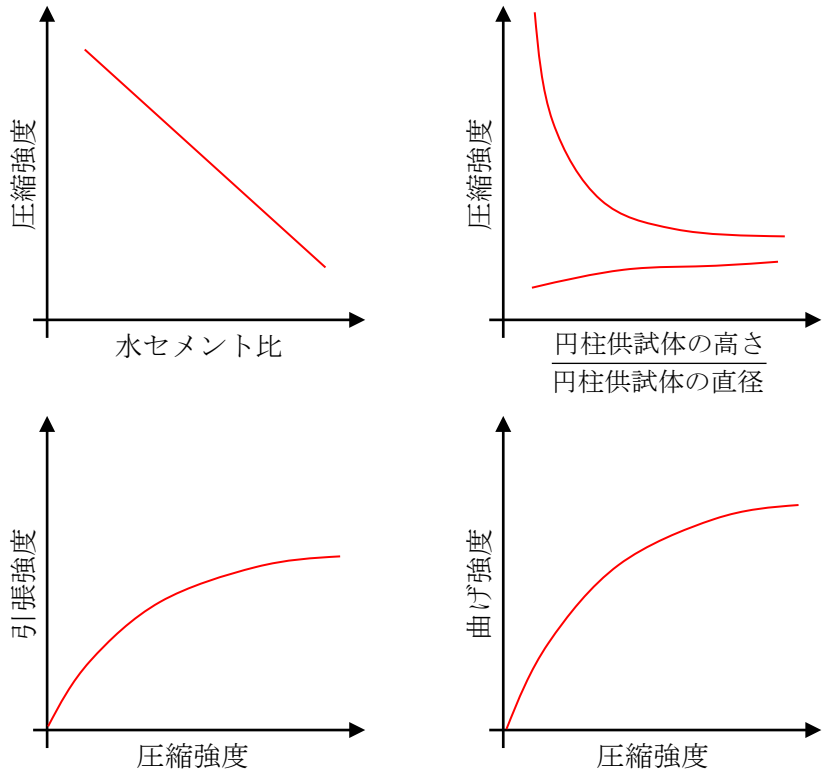 圧縮強度
水セメント比
圧縮強度
円柱供試体の高さ
円柱供試体の直径
引張強度
圧縮強度
曲げ強度
圧縮強度